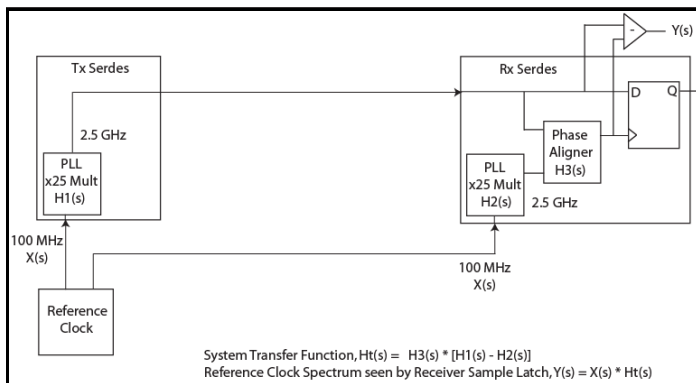 Y(s)
-
Tx Serdes
Rx Serdes
D Q
2.5 GHz
Phase
Aligner
H3(s)
PLL
x25 Mult
H1(s)
PLL
x25 Mult
H2(s)
2.5 GHz
100 MHz
X(s)
100 MHz
X(s)
Reference
Clock
System Transfer Function, Ht(s) = H3(s) * [H1(s) - H2(s)]
Reference Clock Spectrum seen by Receiver Sample Latch, Y(s) = X(s) * Ht(s)